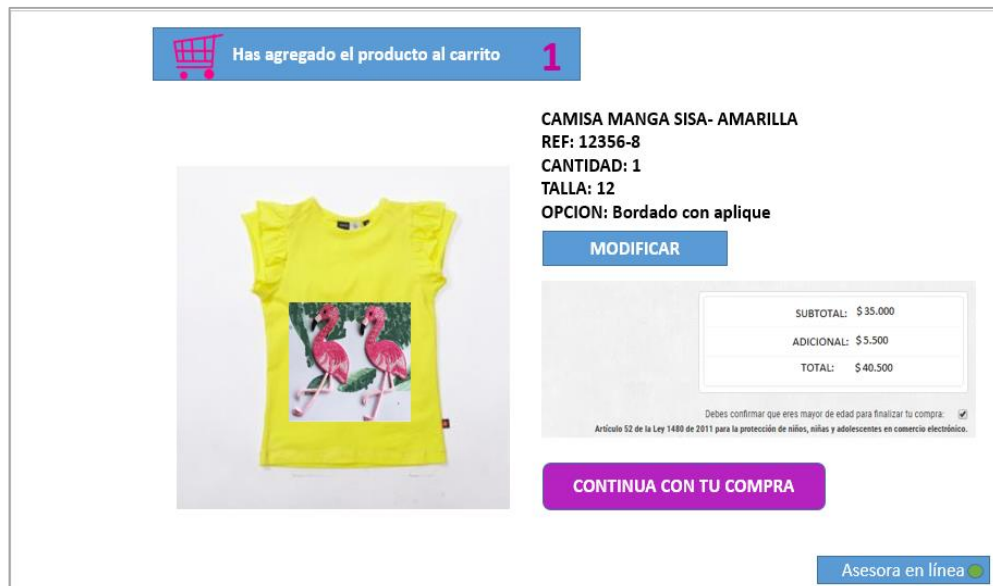 Has agregado el producto al carrito 1
CAMISA MANGA SISA- AMARILLA
REF: 12356-8
CANTIDAD: 1
TALLA: 12
OPCION: Bordado con aplique
MODIFICAR
SUBTOTAL: $ 35.000
ADICIONAL: $ 5.500
TOTAL: $ 40.500
Debes confirmar que eres mayor de edad para finalizar tu compra:
Artículo 52 de la Ley 1480 de 2011 para la protección de niños, niñas y adolescentes en comercio electrónico.
CONTINUA CON TU COMPRA
Asesora en línea